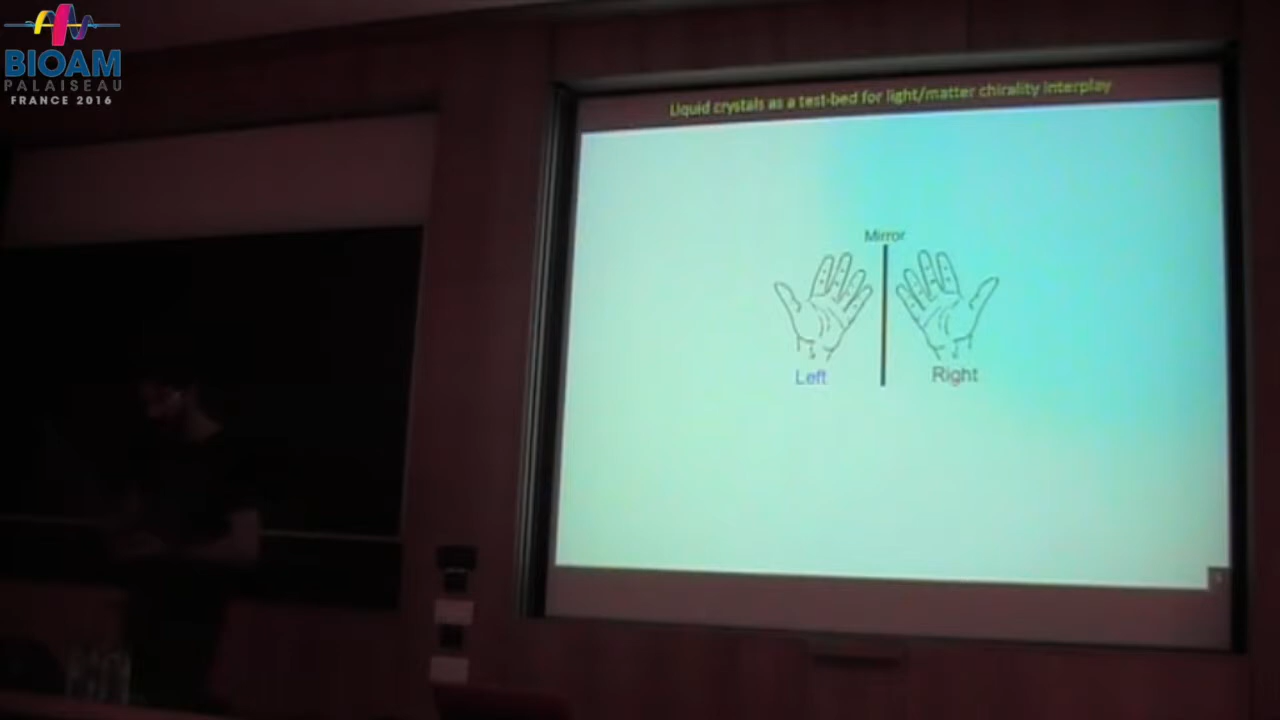 BIOAM
PALAISEAU
FRANCE 2016
Liquid crystals as a test-bed for light/matter chirality interplay
Mirror
Left
Right